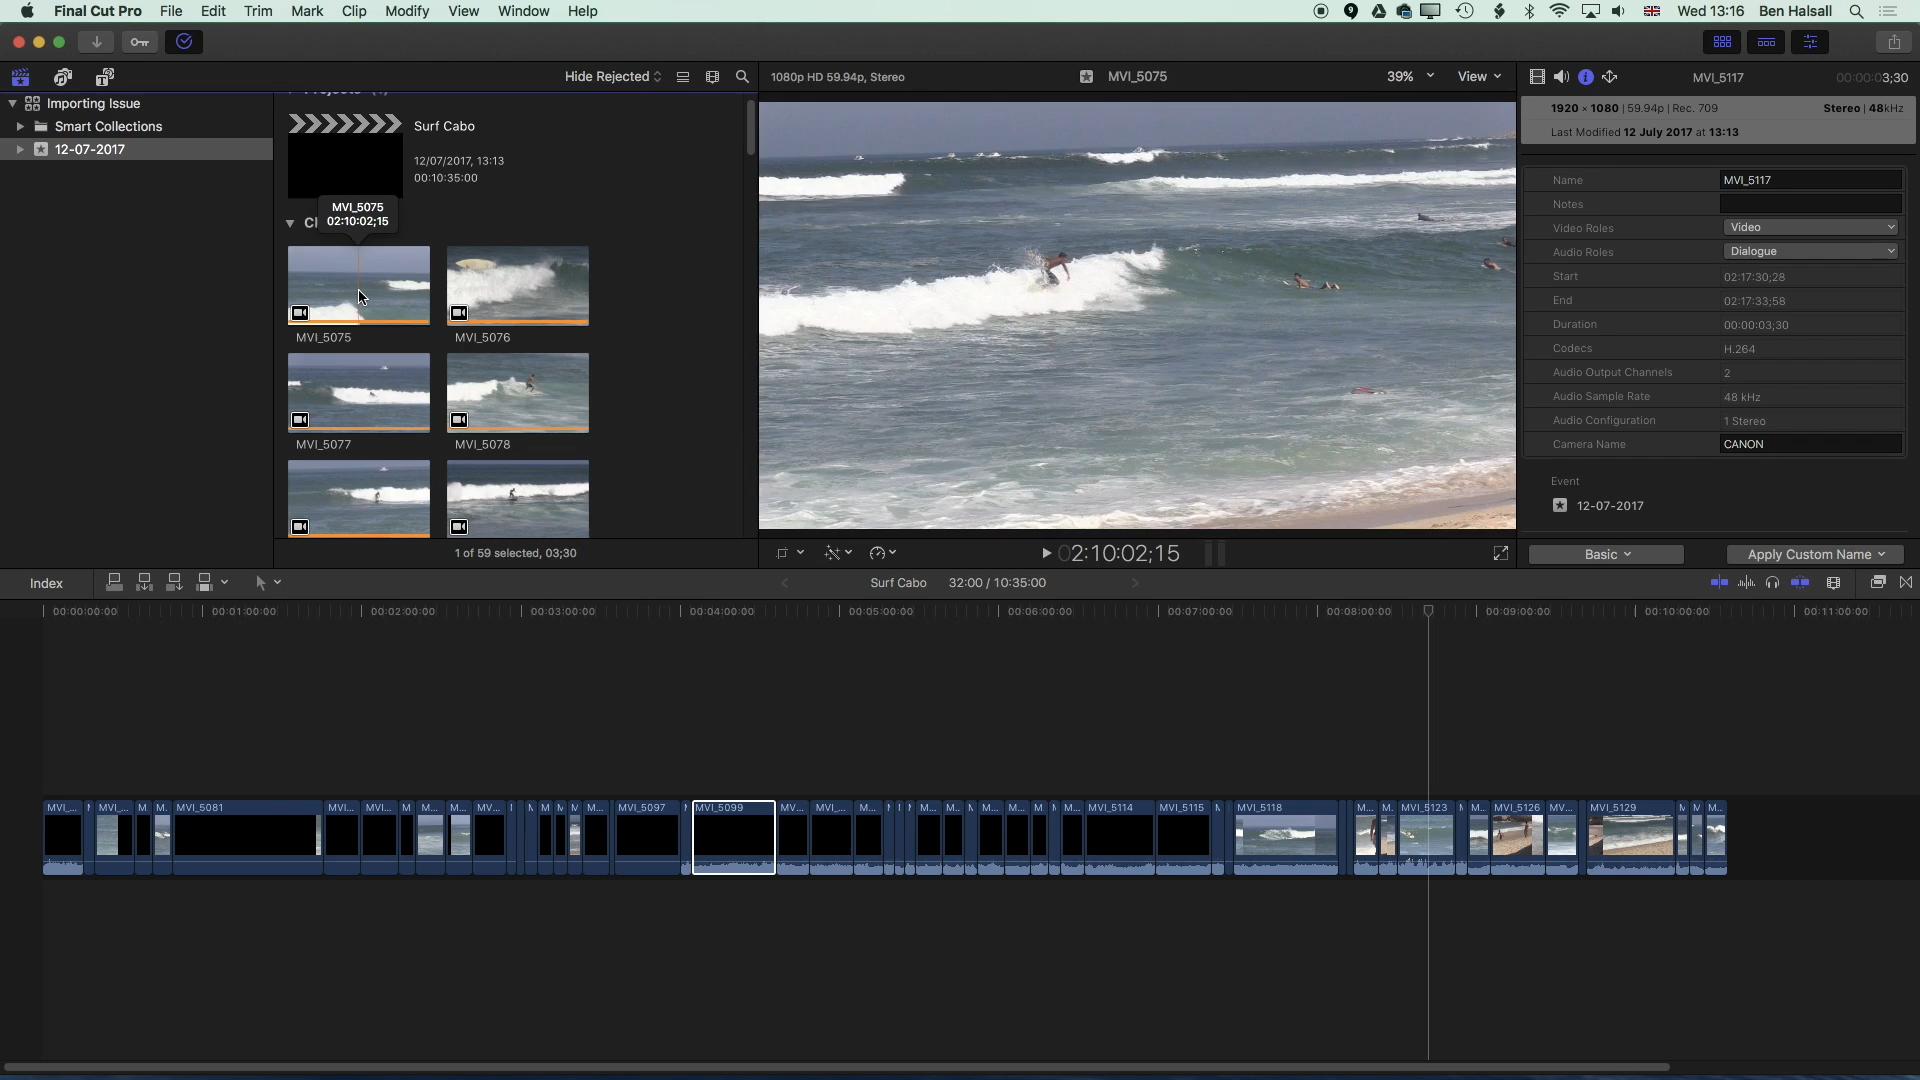 Final Cut Pro File Edit Trim Mark Clip Modify View Window Help
9 Wed 13:16 Ben Halsall
Hide Rejected
1080p HD 59.94p, Stereo
MVI_5075
39% View
MVI_5117 00:00:03;30
Importing Issue
Smart Collections
12-07-2017
Surf Cabo
12/07/2017, 13:13
00:10:35:00
MVI_5075
02:10:02;15
MVI_5075 MVI_5076
MVI_5077 MVI_5078
1 of 59 selected, 03;30
02:10:02;15
1920 × 1080 | 59.94p | Rec. 709 Stereo | 48kHz
Last Modified 12 July 2017 at 13:13
Name MVI_5117
Notes
Video Roles Video
Audio Roles Dialogue
Start 02:17:30;28
End 02:17:33;58
Duration 00:00:03;30
Codecs H.264
Audio Output Channels 2
Audio Sample Rate 48 kHz
Audio Configuration 1 Stereo
Camera Name CANON
Event
12-07-2017
Basic Apply Custom Name
Index
Surf Cabo 32:00 / 10:35:00
00:00:00:00 00:01:00:00 00:02:00:00 00:03:00:00 00:04:00:00 00:05:00:00 00:06:00:00 00:07:00:00 00:08:00:00 00:09:00:00 00:10:00:00 00:11:00:00
MVI_... MVI_... M. M. MVI_5081 MVI... MVI... M M... M... MV... M M M M M... MVI_5097 MVI_5099 MV... MVI_... M... M... M... M... M... M... M... MVI_5114 MVI_5115 MVI_5118 M... M. MVI_5123 M... MVI_5126 MV... MVI_5129 M M M...